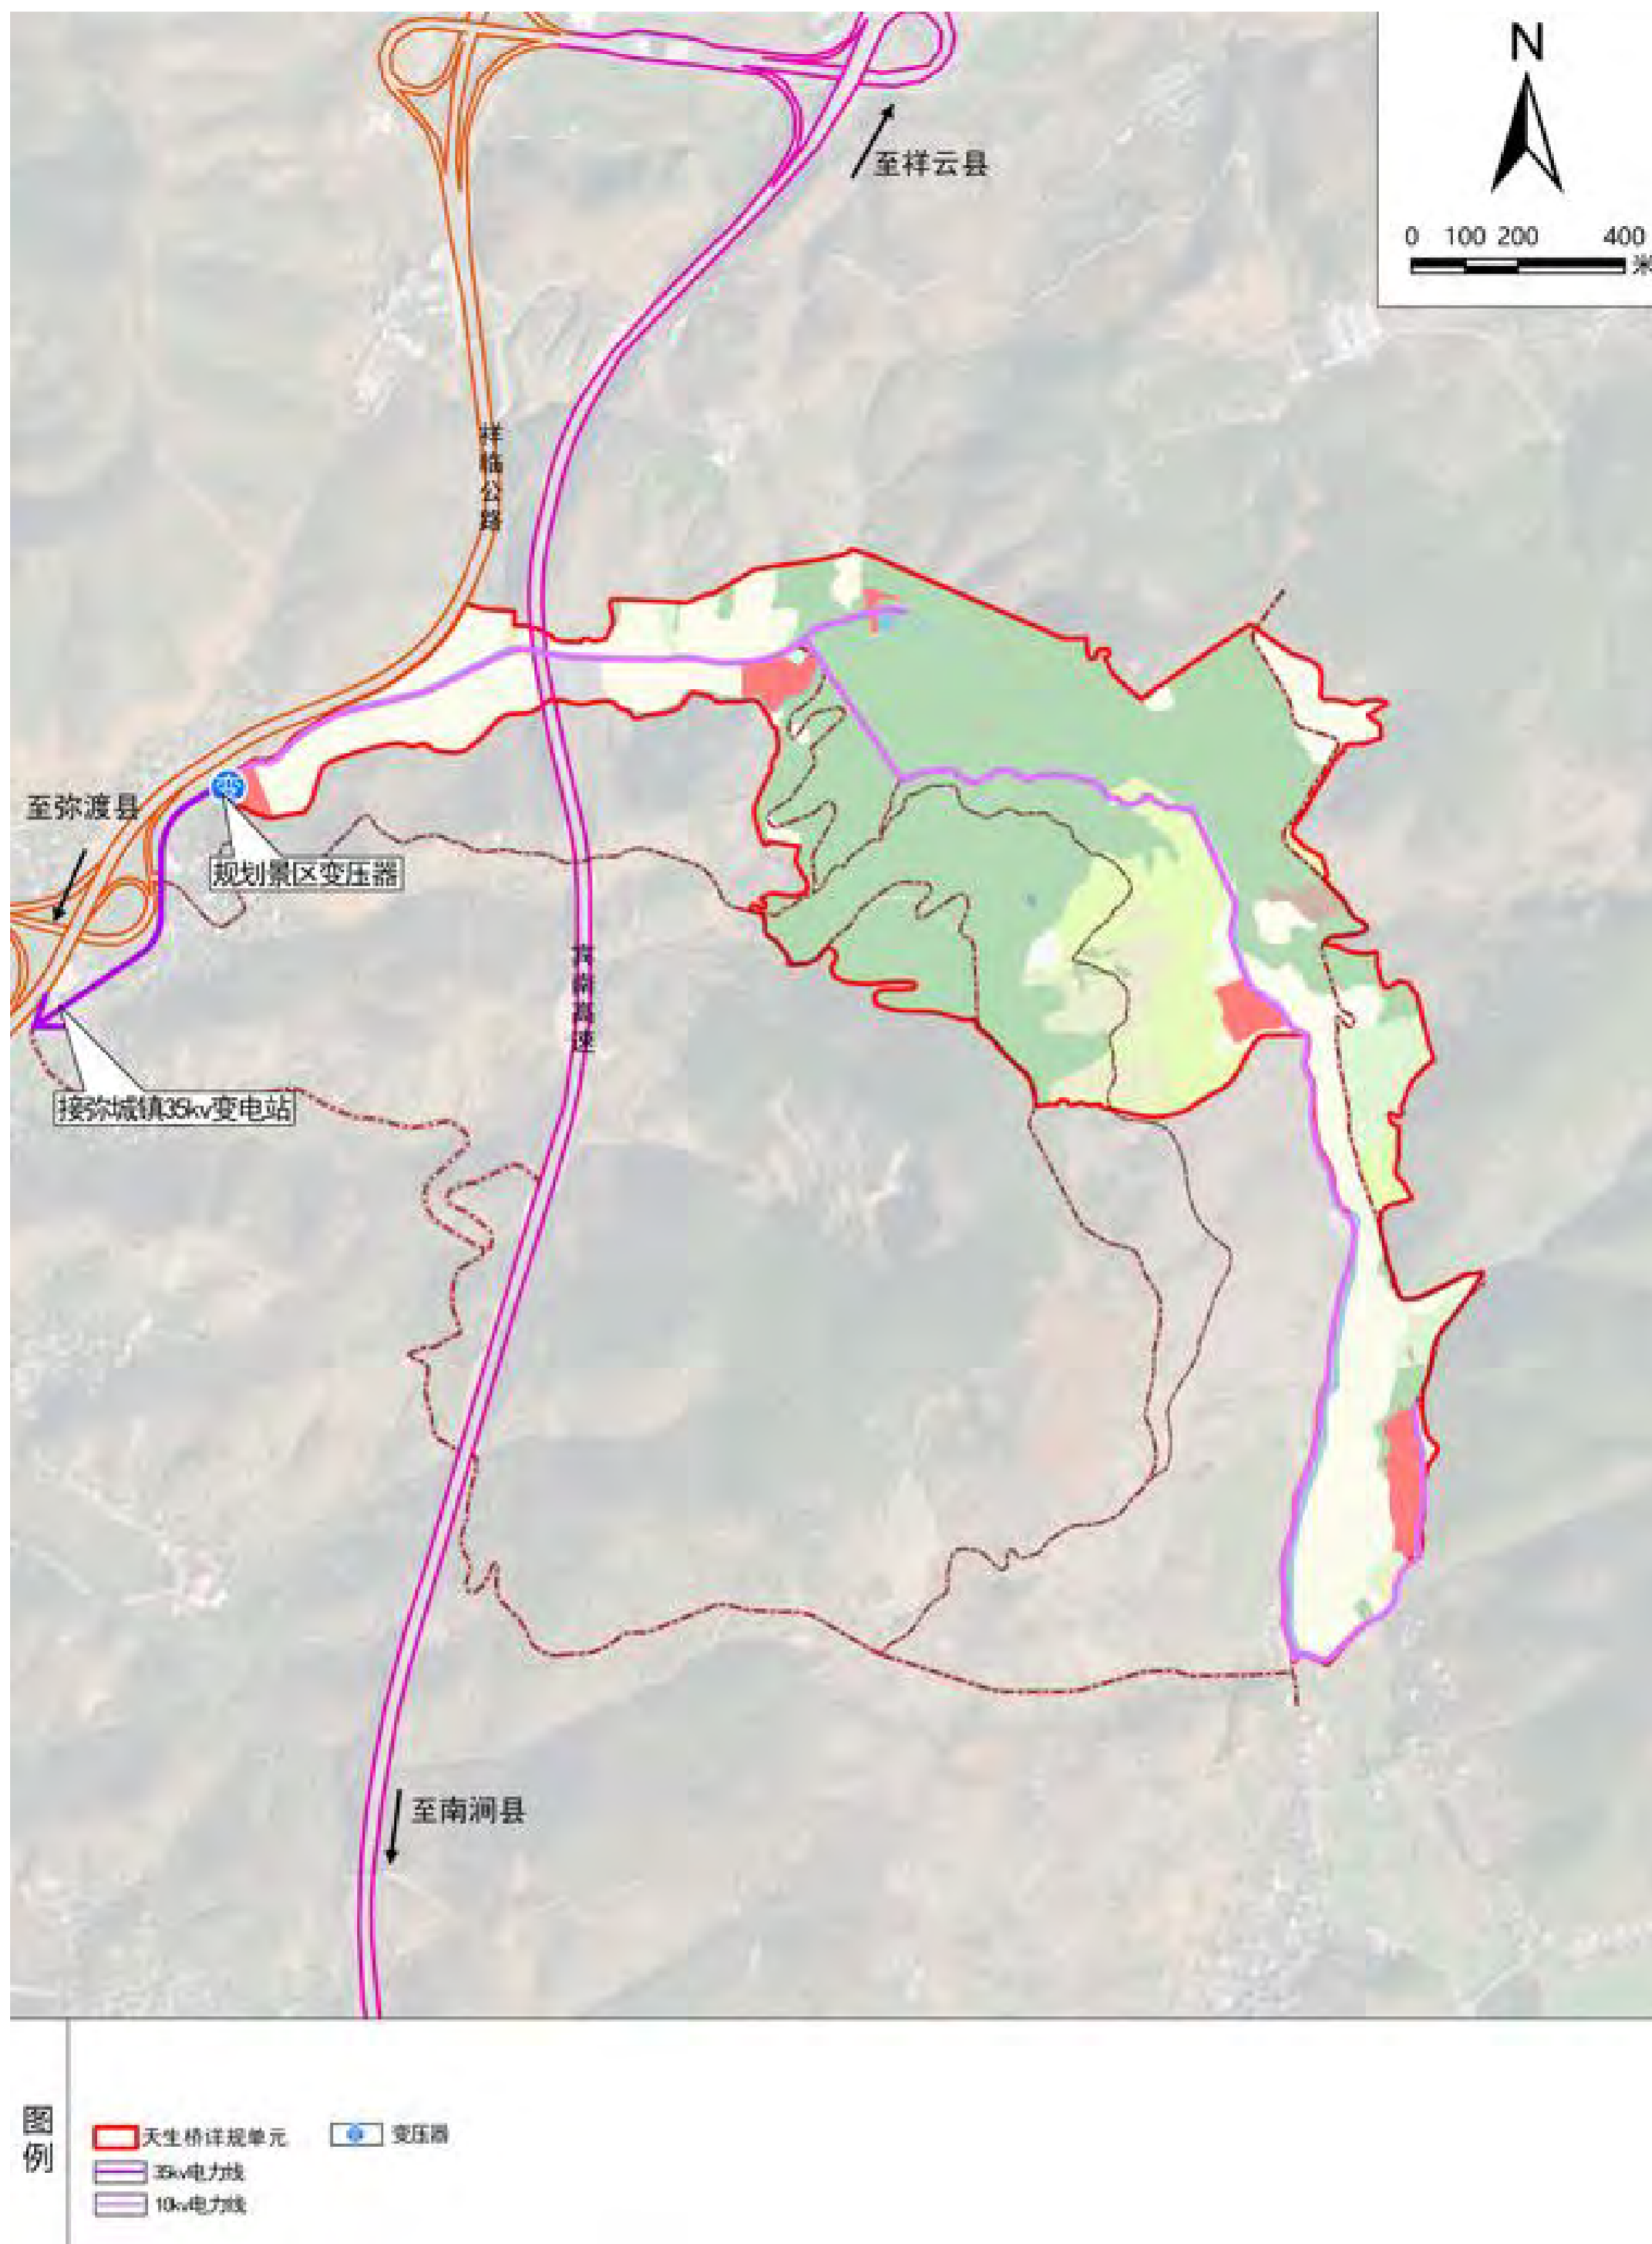 N
至祥云县
0 100 200 400
米
祥临公路
至弥渡县
变
规划景区变压器
南高速
接弥城镇35kv变电站
至南涧县
图例
天生桥详规单元
变压器
35kv电力线
10kv电力线